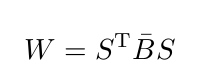 W = S^T B̄ S